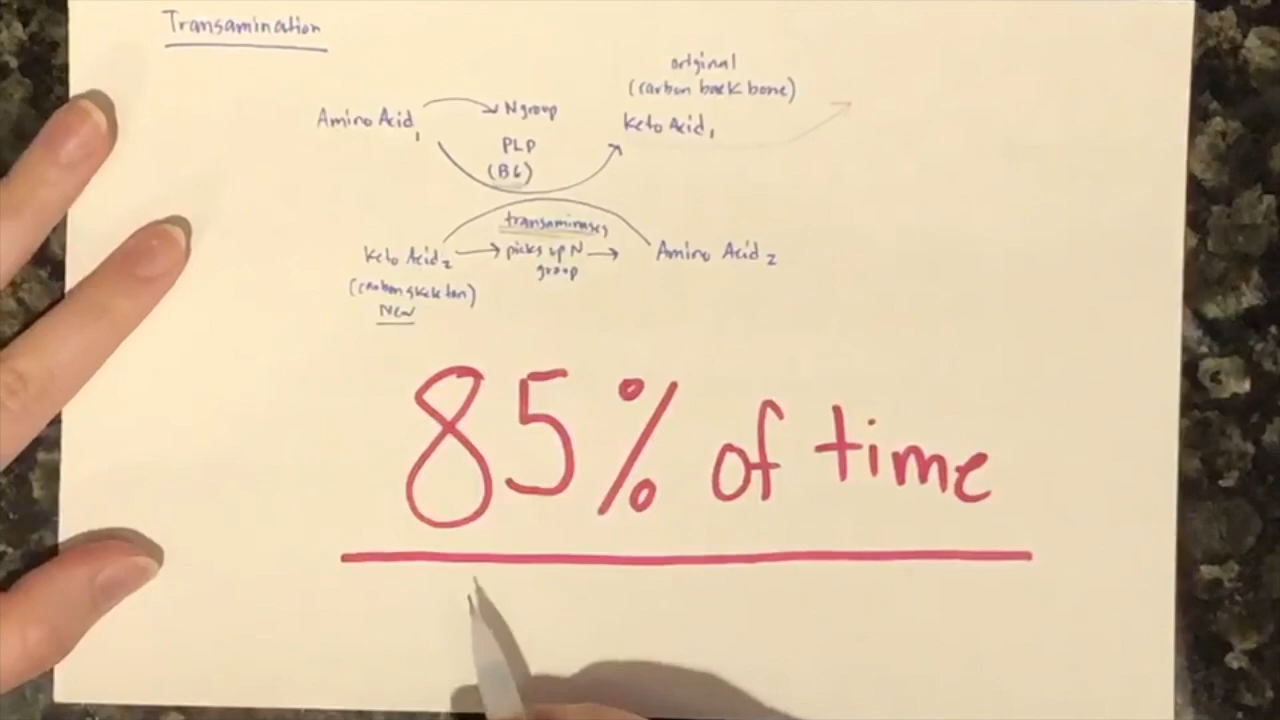 Transamination
original
(carbon back bone)
Amino Acid1
N group
Keto Acid1
PLP
(B6)
transaminases
Keto Acid2
picks up N
group
Amino Acid2
(carbon skeleton)
New
85% of time